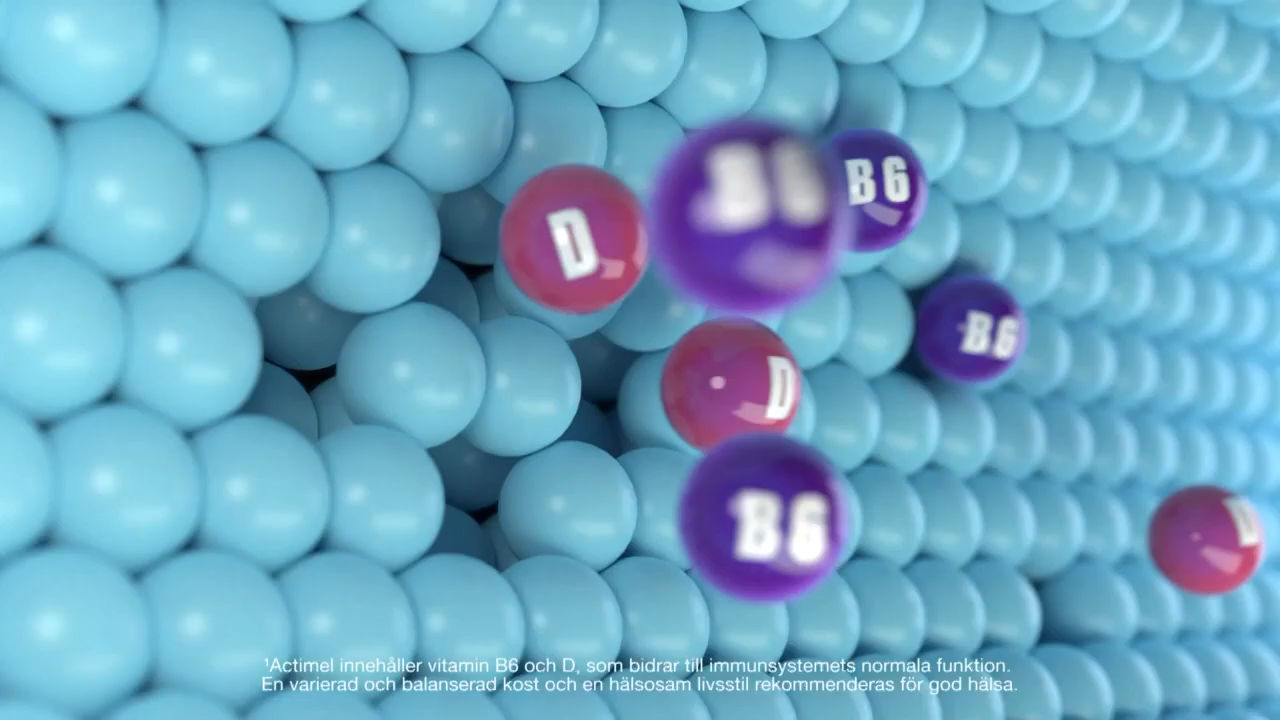 B6
B6
D
B6
D
B6
D
¹Actimel innehåller vitamin B6 och D, som bidrar till immunsystemets normala funktion.
En varierad och balanserad kost och en hälsosam livsstil rekommenderas för god hälsa.